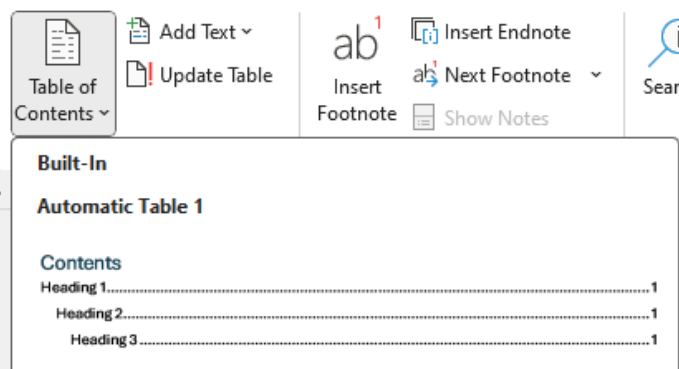 Table of
Contents
Add Text
Update Table
ab1
Insert
Footnote
Insert Endnote
Next Footnote
Show Notes
Built-In
Automatic Table 1
Contents
Heading 1..........1
Heading 2..........1
Heading 3..........1